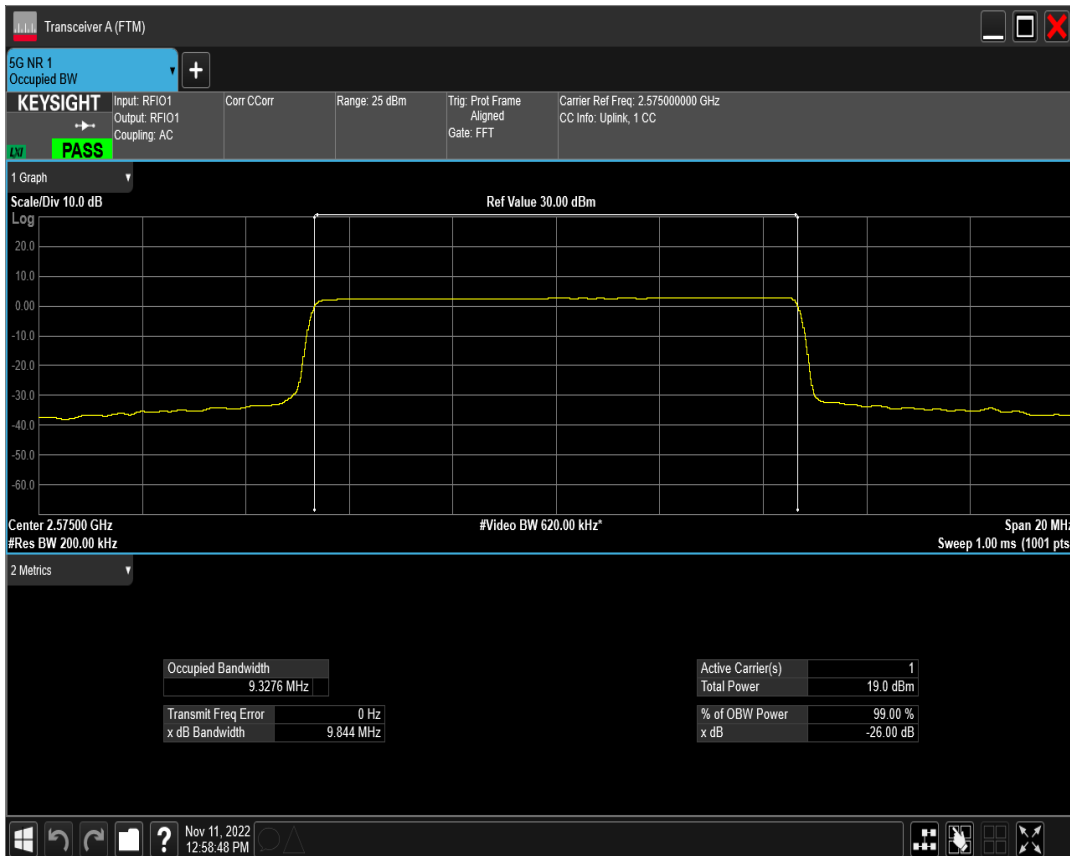 Transceiver A (FTM)
5G NR 1
Occupied BW
+
KEYSIGHT
LXI
PASS
Input: RFIO1
Output: RFIO1
Coupling: AC
Corr CCorr
Range: 25 dBm
Trig: Prot Frame
Aligned
Gate: FFT
Carrier Ref Freq: 2.575000000 GHz
CC Info: Uplink, 1 CC
1 Graph
Scale/Div 10.0 dB
Ref Value 30.00 dBm
Log
20.0
10.0
0.00
-10.0
-20.0
-30.0
-40.0
-50.0
-60.0
Center 2.57500 GHz
#Video BW 620.00 kHz*
Span 20 MHz
#Res BW 200.00 kHz
Sweep 1.00 ms (1001 pts
2 Metrics
Occupied Bandwidth
9.3276 MHz
Transmit Freq Error 0 Hz
x dB Bandwidth 9.844 MHz
Active Carrier(s) 1
Total Power 19.0 dBm
% of OBW Power 99.00 %
x dB -26.00 dB
?
Nov 11, 2022
12:58:48 PM